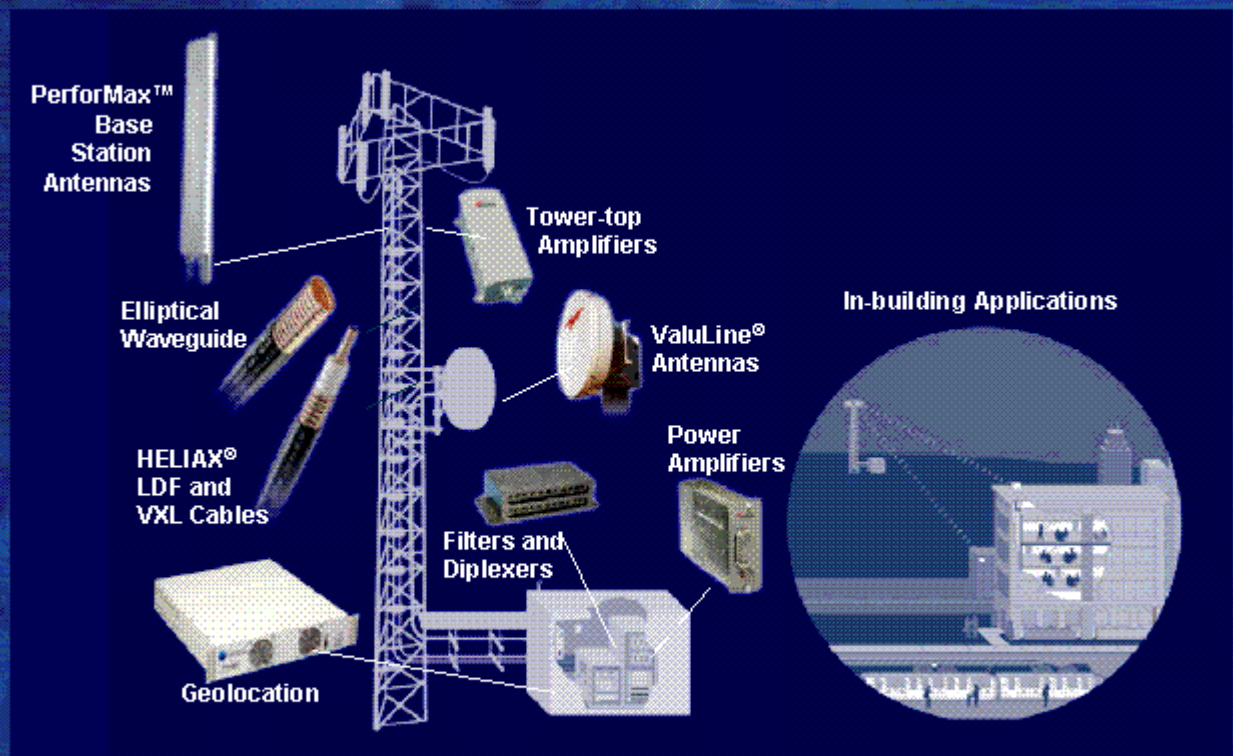 PerforMax™
Base
Station
Antennas
Tower-top
Amplifiers
Elliptical
Waveguide
In-building Applications
ValuLine®
Antennas
HELIAX®
LDF and
VXL Cables
Power
Amplifiers
Filters and
Diplexers
Geolocation